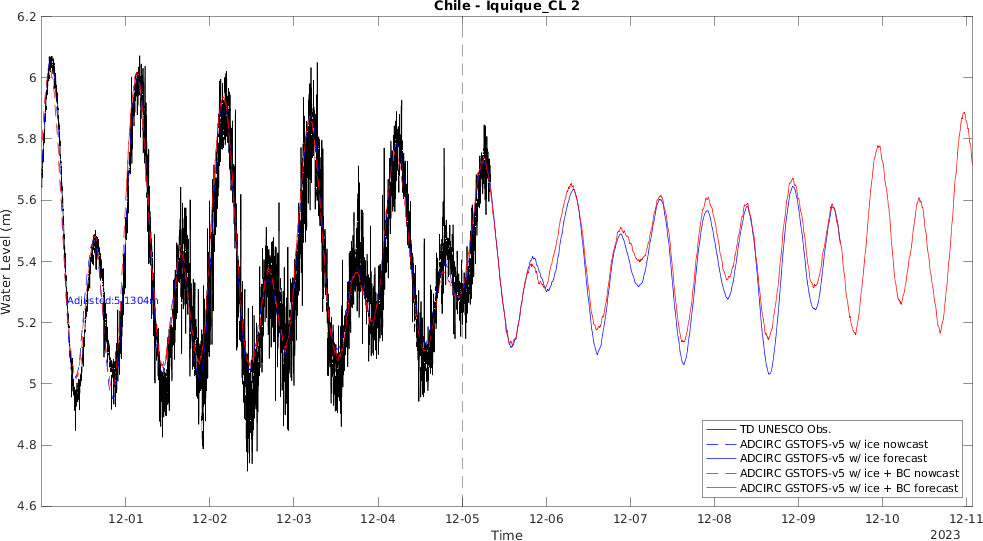 Chile - Iquique_CL 2
6.2
6
5.8
5.6
5.4
5.2
5
4.8
4.6
Water Level (m)
Adjusted:5.1304m
TD UNESCO Obs.
ADCIRC GSTOFS-v5 w/ ice nowcast
ADCIRC GSTOFS-v5 w/ ice forecast
ADCIRC GSTOFS-v5 w/ ice + BC nowcast
ADCIRC GSTOFS-v5 w/ ice + BC forecast
12-01 12-02 12-03 12-04 12-05 12-06 12-07 12-08 12-09 12-10 12-11
2023
Time